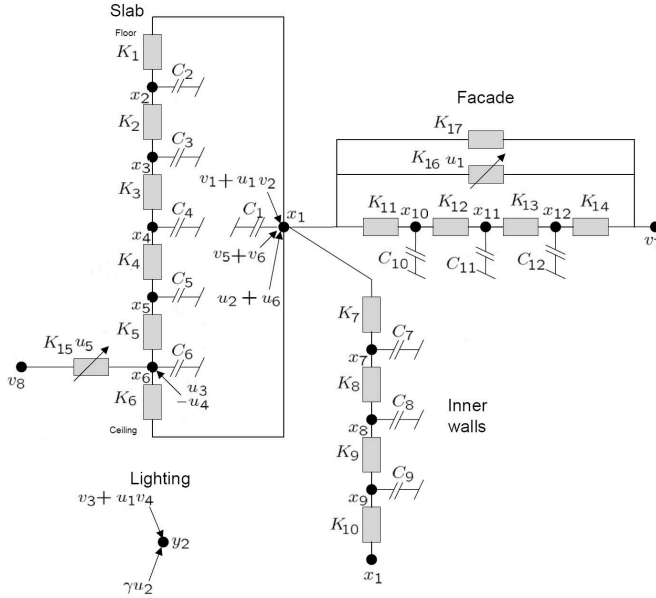 Slab
Floor
K1
C2
x2
K2
C3
x3
K3
C4
x4
K4
C5
x5
K5
K15 u5
v8
C6
x6
u3
-u4
K6
Ceiling
v1 + u1 v2
C1
x1
v5 + v6
u2 + u6
Facade
K17
K16 u1
K11
x10
K12
x11
K13
x12
K14
C10
C11
C12
K7
C7
x7
K8
C8
x8
Inner
walls
K9
C9
x9
K10
x1
Lighting
v3 + u1v4
y2
γu2